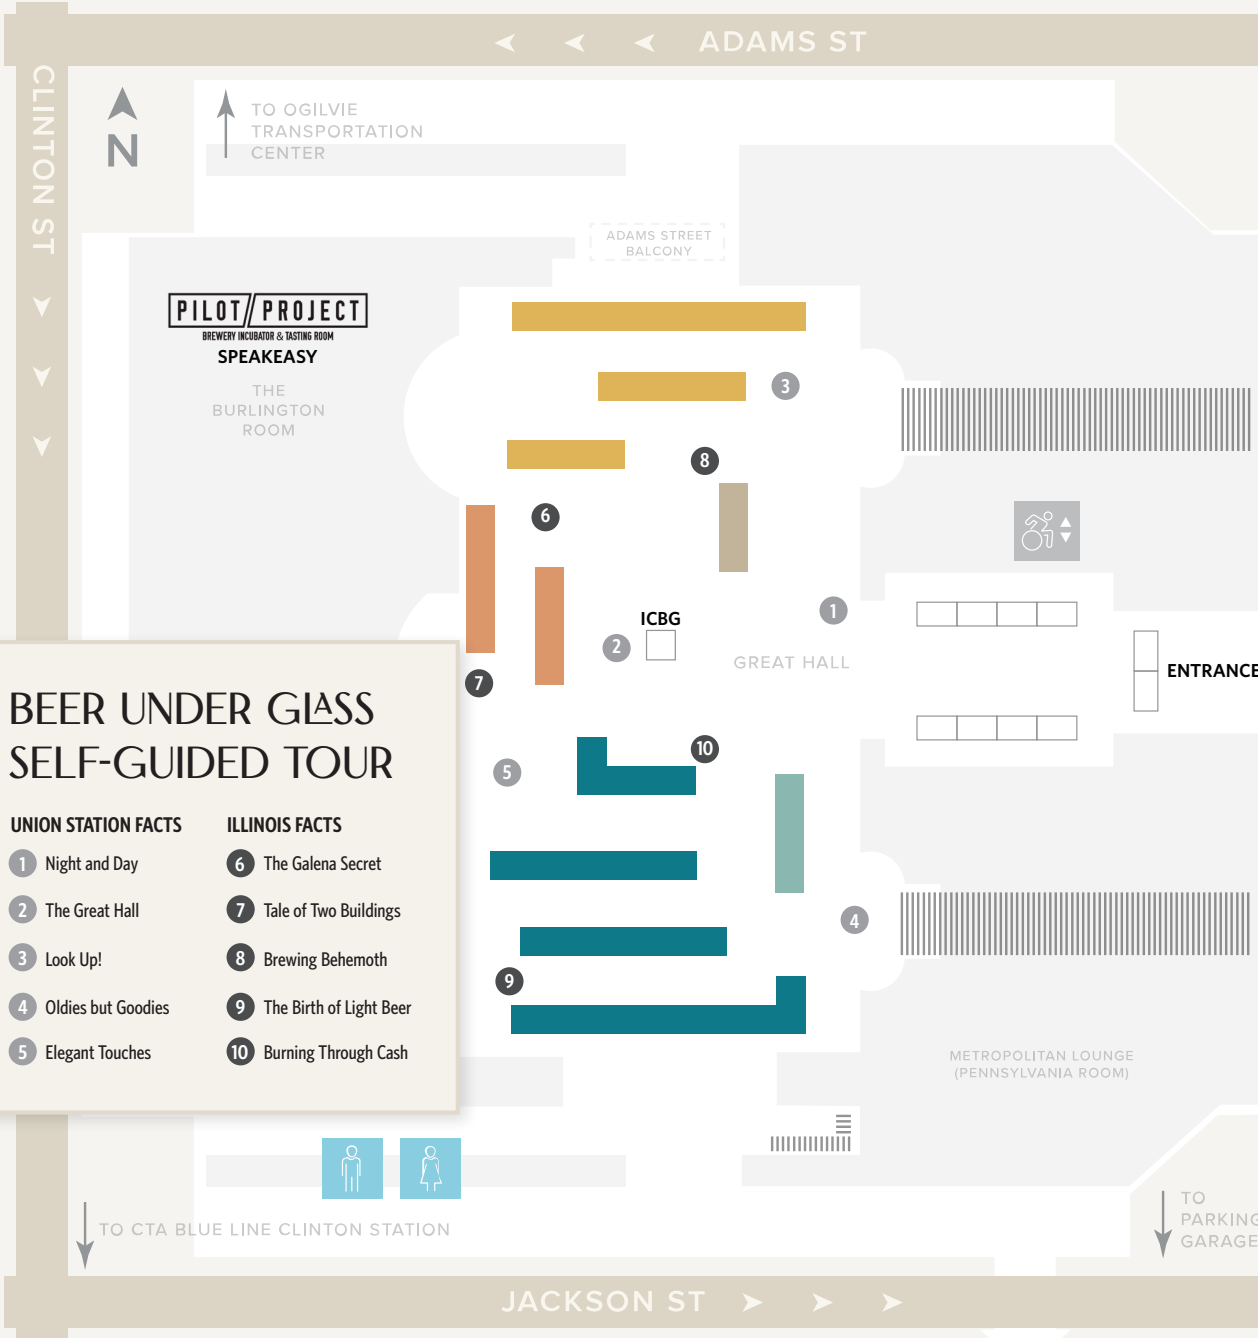 ADAMS ST
CLINTON ST
N
TO OGILVIE
TRANSPORTATION
CENTER
ADAMS STREET
BALCONY
PILOT//PROJECT
BREWERY INCUBATOR & TASTING ROOM
SPEAKEASY
THE
BURLINGTON
ROOM
3
8
6
1
ICBG
2
GREAT HALL
ENTRANCE
7
10
5
4
9
BEER UNDER GLASS
SELF-GUIDED TOUR
UNION STATION FACTS
1 Night and Day
2 The Great Hall
3 Look Up!
4 Oldies but Goodies
5 Elegant Touches
ILLINOIS FACTS
6 The Galena Secret
7 Tale of Two Buildings
8 Brewing Behemoth
9 The Birth of Light Beer
10 Burning Through Cash
METROPOLITAN LOUNGE
(PENNSYLVANIA ROOM)
TO CTA BLUE LINE CLINTON STATION
TO
PARKING
GARAGE
JACKSON ST